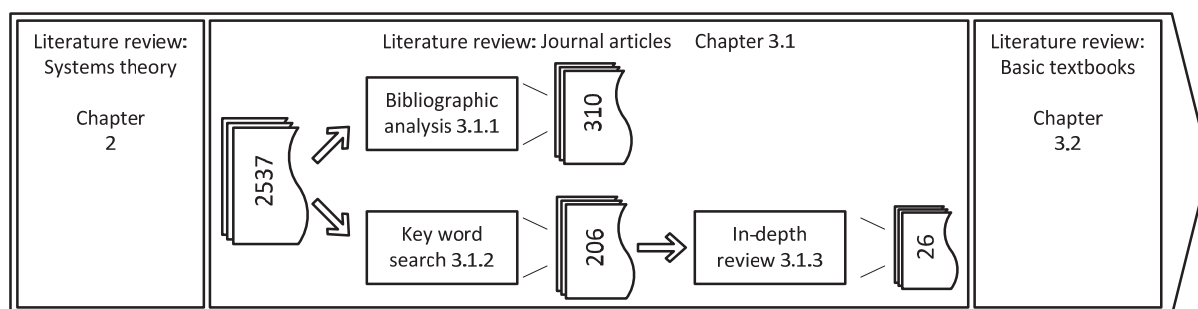 Literature review:
Systems theory
Chapter
2
Literature review: Journal articles Chapter 3.1
2537
Bibliographic
analysis 3.1.1
310
Key word
search 3.1.2
206
In-depth
review 3.1.3
26
Literature review:
Basic textbooks
Chapter
3.2